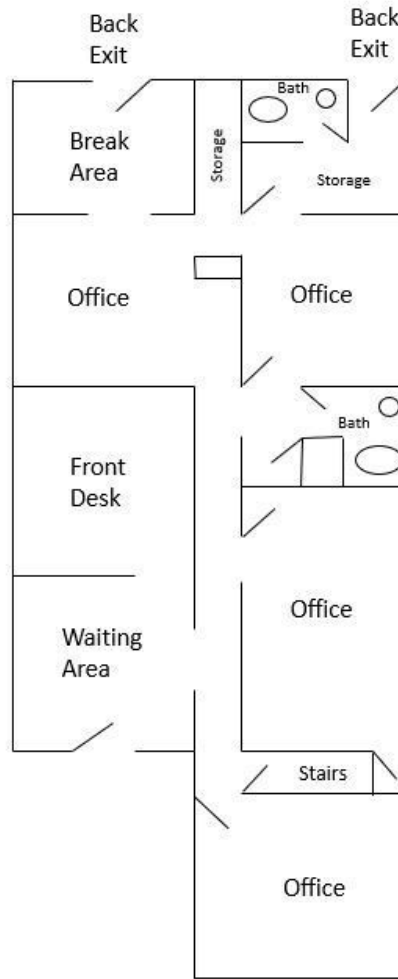 Back
Exit
Back
Exit
Bath
Break
Area
Storage
Storage
Office
Office
Bath
Front
Desk
Office
Waiting
Area
Stairs
Office